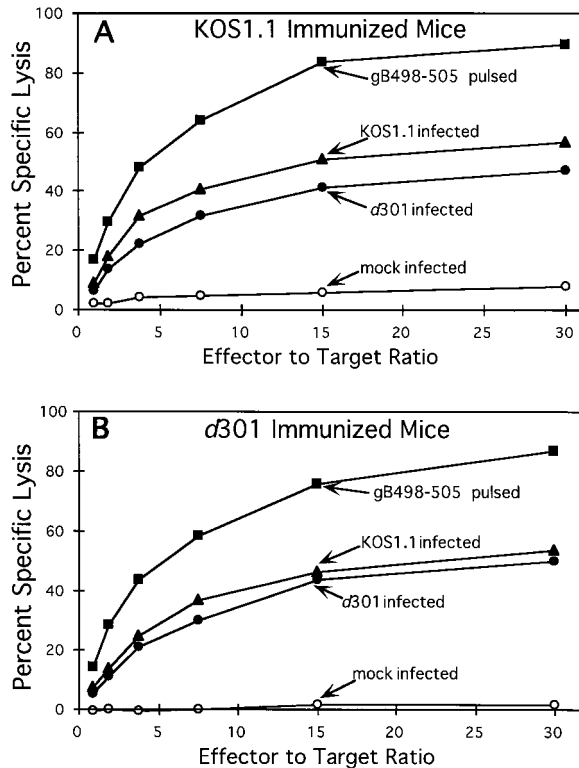 A KOS1.1 Immunized Mice
Percent Specific Lysis
100
80
60
40
20
0
gB498-505 pulsed
KOS1.1 infected
d301 infected
mock infected
0 5 10 15 20 25 30
Effector to Target Ratio
B d301 Immunized Mice
Percent Specific Lysis
100
80
60
40
20
0
gB498-505 pulsed
KOS1.1 infected
d301 infected
mock infected
0 5 10 15 20 25 30
Effector to Target Ratio